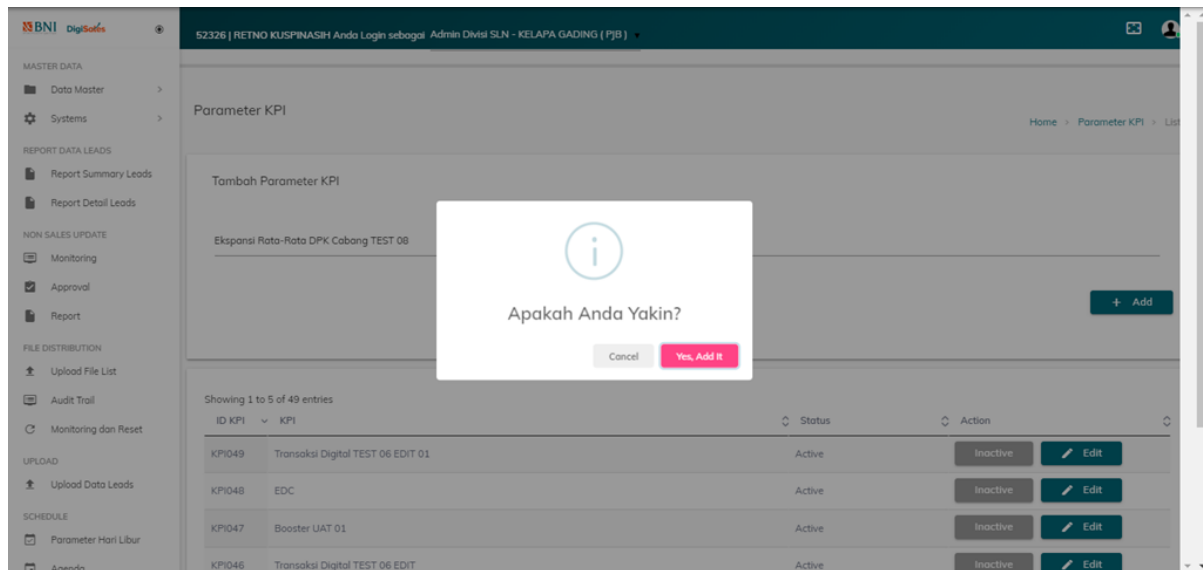 BNI DigiSales
52326 | RETNO KUSPINASIH Anda Login sebagai Admin Divisi SLN - KELAPA GADING ( PJB )
MASTER DATA
Data Master
Systems
REPORT DATA LEADS
Report Summary Leads
Report Detail Leads
NON SALES UPDATE
Monitoring
Approval
Report
FILE DISTRIBUTION
Upload File List
Audit Trail
Monitoring dan Reset
UPLOAD
Upload Data Leads
SCHEDULE
Parameter Hari Libur
Agenda
Parameter KPI
Home > Parameter KPI > List
Tambah Parameter KPI
Ekspansi Rata-Rata DPK Cabang TEST 08
+ Add
Apakah Anda Yakin?
Cancel Yes, Add It
Showing 1 to 5 of 49 entries
ID KPI KPI Status Action
KPI049 Transaksi Digital TEST 06 EDIT 01 Active Inactive Edit
KPI048 EDC Active Inactive Edit
KPI047 Booster UAT 01 Active Inactive Edit
KPI046 Transaksi Digital TEST 06 EDIT Active Inactive Edit